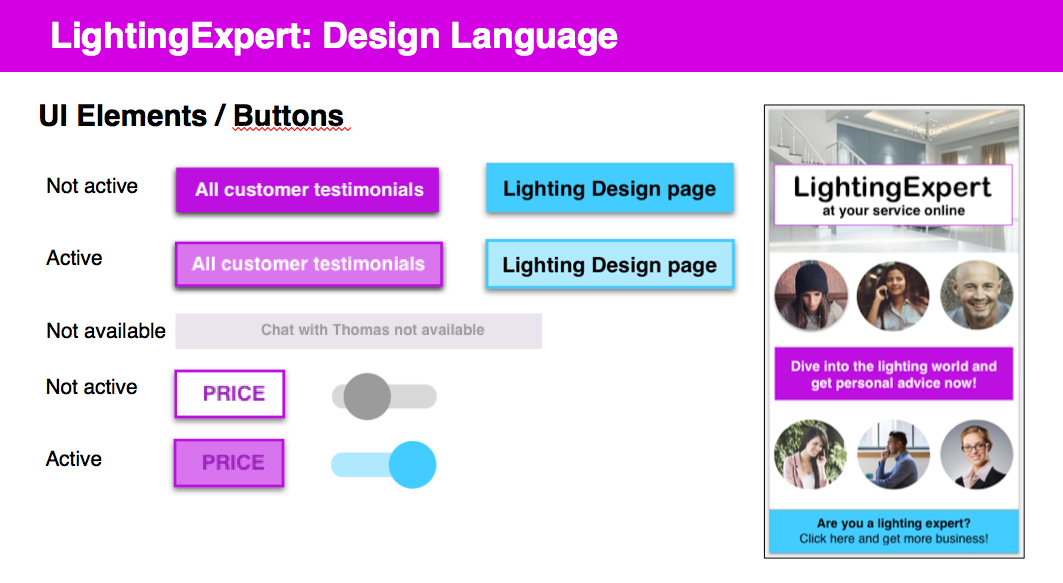 LightingExpert: Design Language
UI Elements / Buttons
Not active
All customer testimonials
Lighting Design page
Active
All customer testimonials
Lighting Design page
Not available
Chat with Thomas not available
Not active
PRICE
Active
PRICE
LightingExpert
at your service online
Dive into the lighting world and
get personal advice now!
Are you a lighting expert?
Click here and get more business!